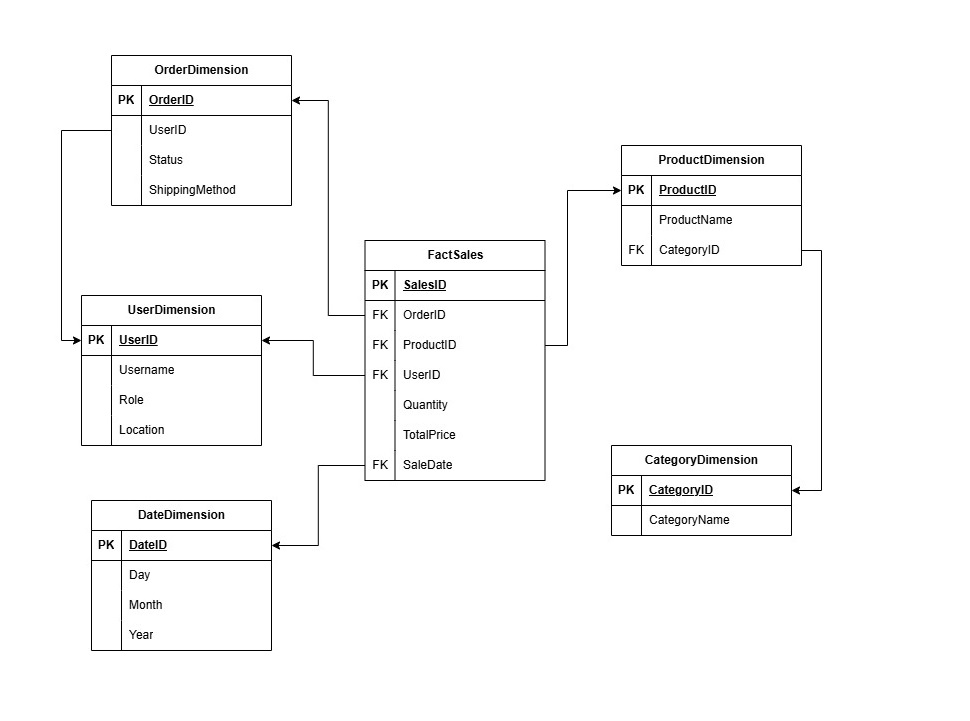 OrderDimension
PK OrderID
UserID
Status
ShippingMethod
ProductDimension
PK ProductID
ProductName
FK CategoryID
FactSales
PK SalesID
FK OrderID
FK ProductID
FK UserID
Quantity
TotalPrice
FK SaleDate
UserDimension
PK UserID
Username
Role
Location
CategoryDimension
PK CategoryID
CategoryName
DateDimension
PK DateID
Day
Month
Year